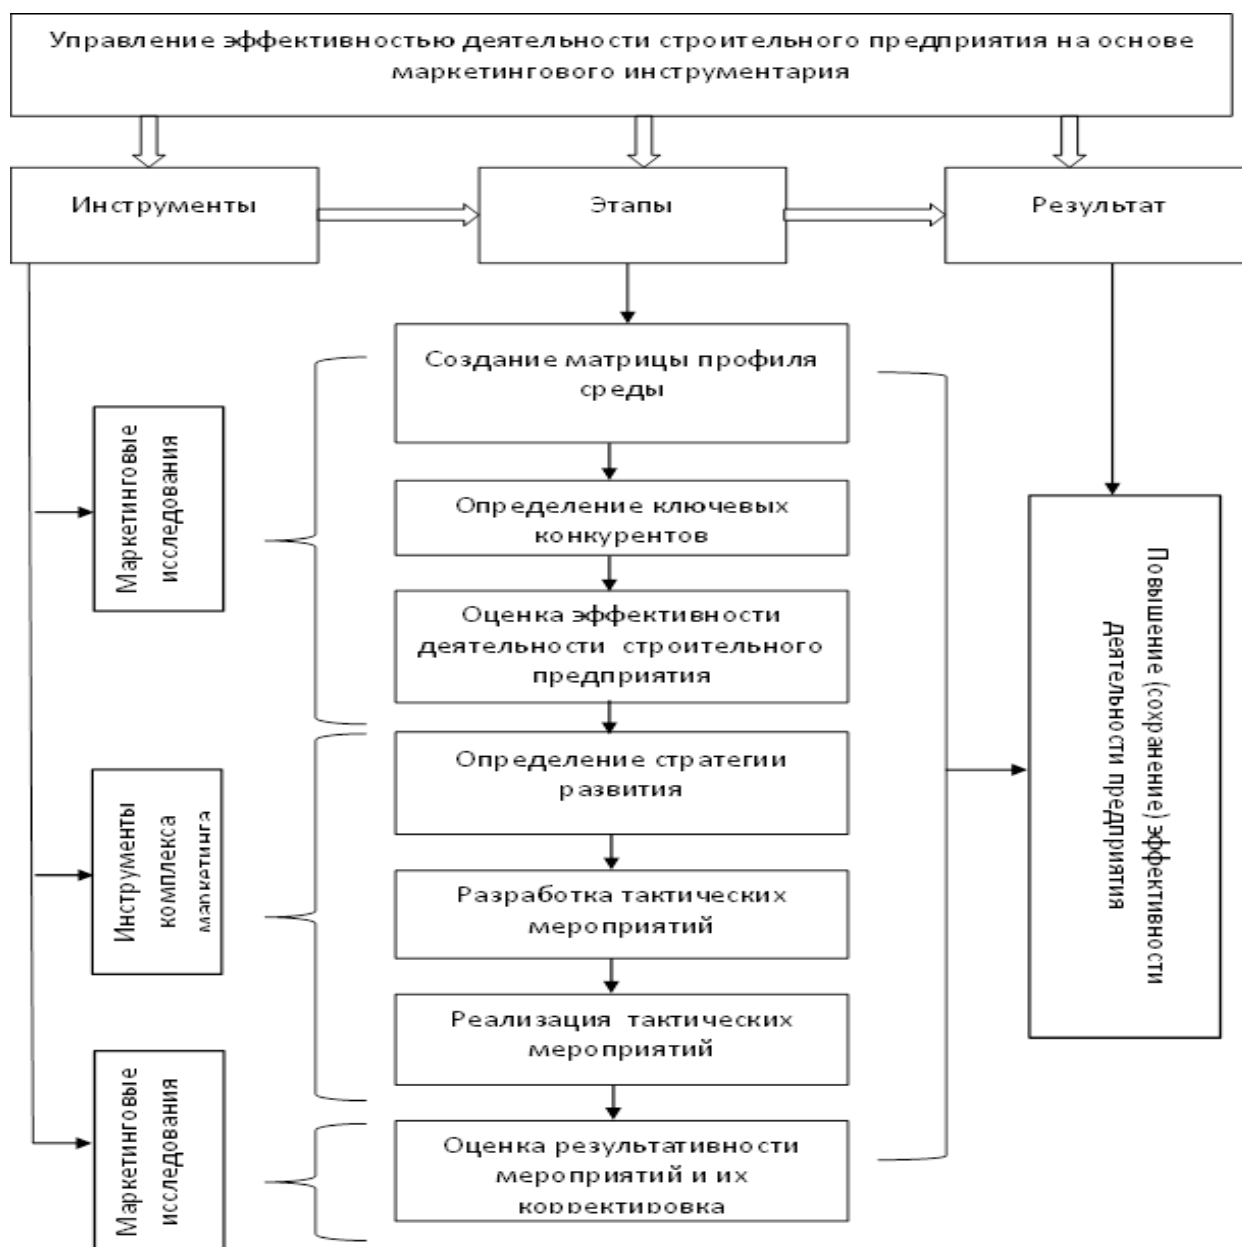 Управление эффективностью деятельности строительного предприятия на основе
маркетингового инструментария
Инструменты
Этапы
Результат
Создание матрицы профиля
среды
Определение ключевых
конкурентов
Оценка эффективности
деятельности строительного
предприятия
Определение стратегии
развития
Разработка тактических
мероприятий
Реализация тактических
мероприятий
Оценка результативности
мероприятий и их
корректировка
Маркетинговые
исследования
Инструменты
комплекса
маркетинга
Маркетинговые
исследования
Повышение (сохранение) эффективности
деятельности предприятия